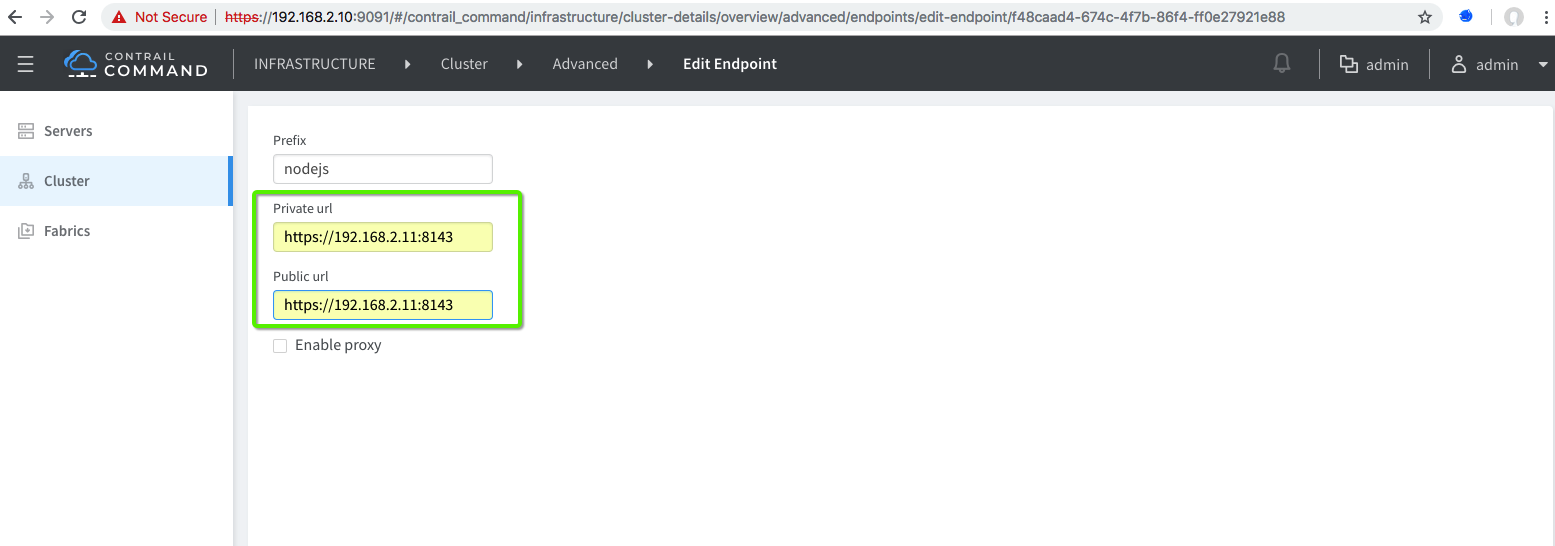 Not Secure | https://192.168.2.10:9091/#/contrail_command/infrastructure/cluster-details/overview/advanced/endpoints/edit-endpoint/f48caad4-674c-4f7b-86f4-ff0e27921e88
CONTRAIL
COMMAND
INFRASTRUCTURE Cluster Advanced Edit Endpoint admin admin
Servers
Cluster
Fabrics
Prefix
nodejs
Private url
https://192.168.2.11:8143
Public url
https://192.168.2.11:8143
Enable proxy